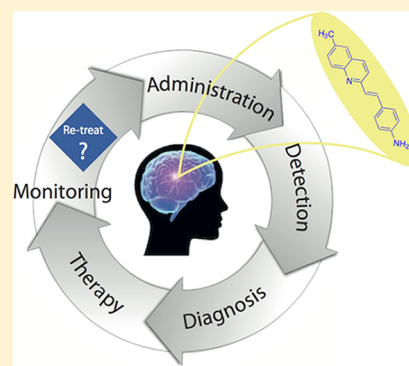 H₃C
N
NH₂
Administration
Detection
Diagnosis
Therapy
Monitoring
Re-treat
?